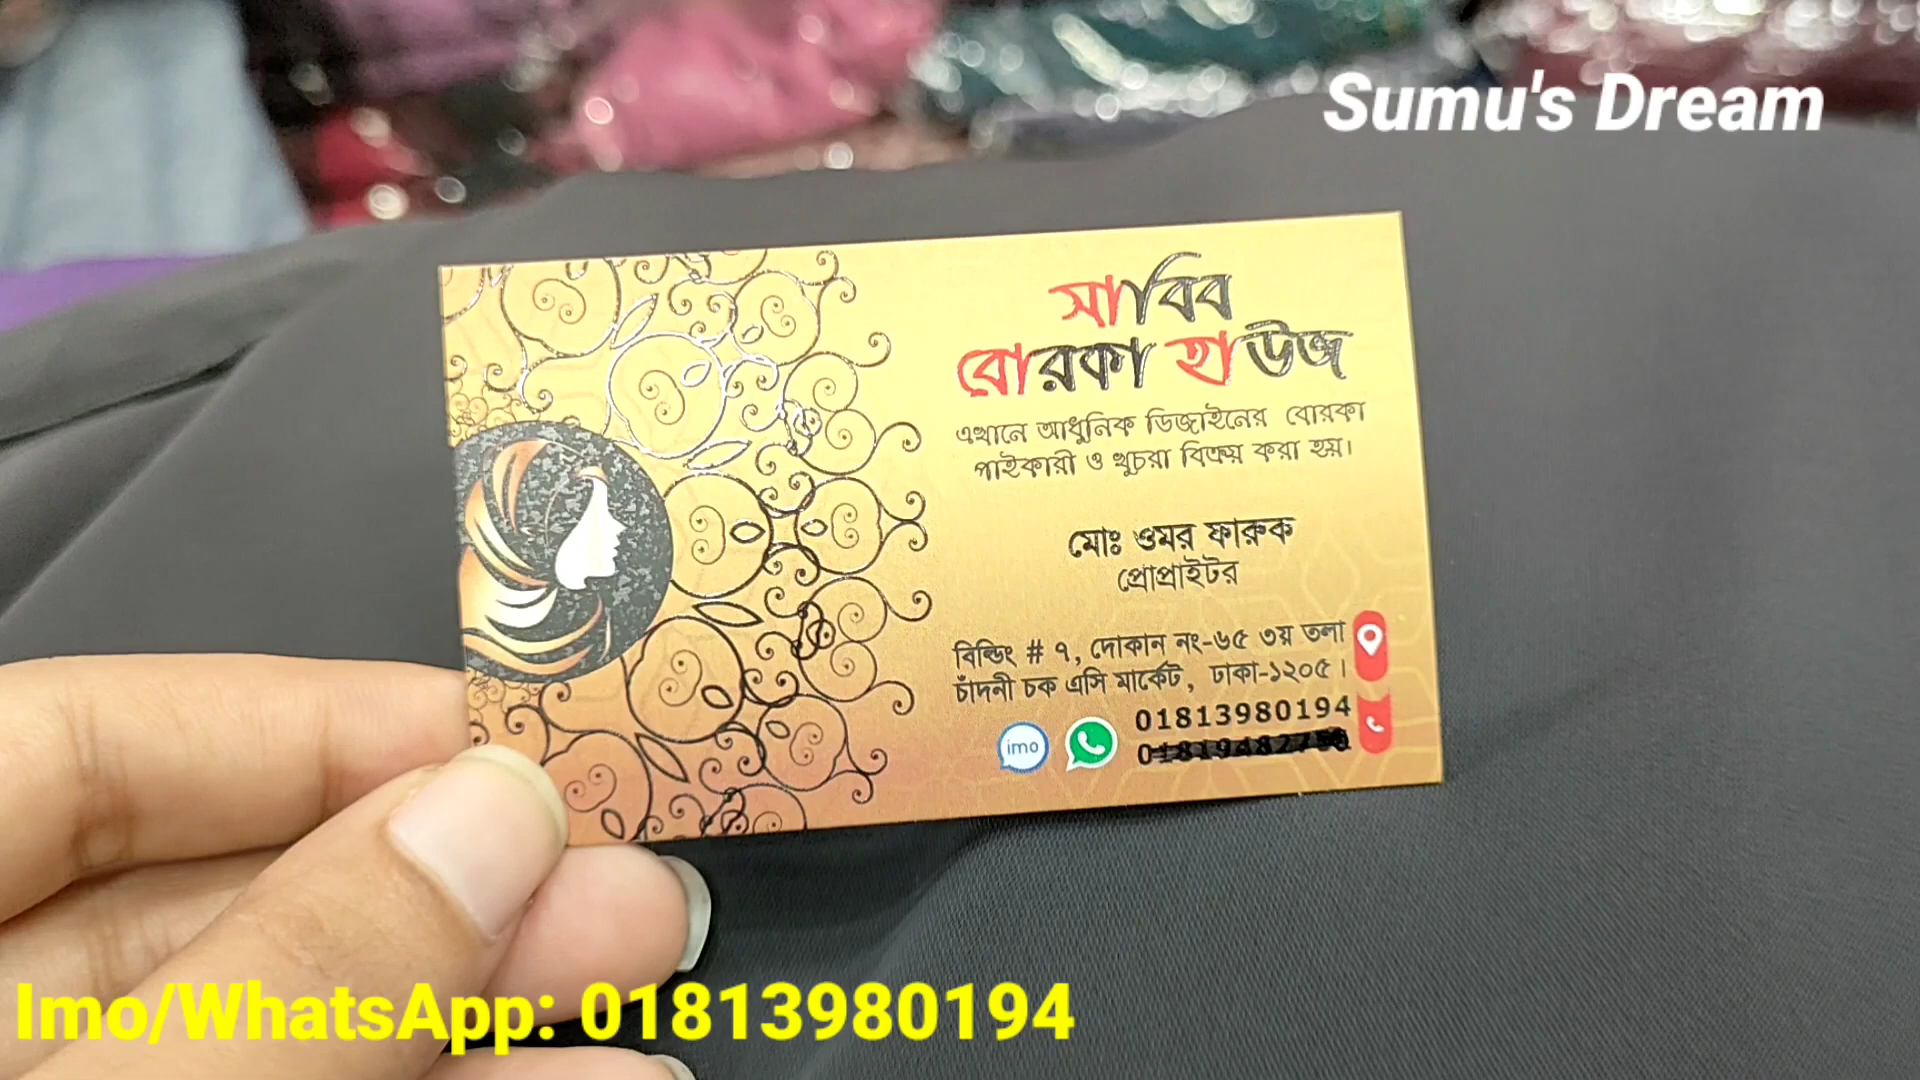 Sumu's Dream
সাবিব
বোরকা হাউজ
এখানে আধুনিক ডিজাইনের বোরকা
পাইকারী ও খুচরা বিক্রয় করা হয়।
মোঃ ওমর ফারুক
প্রোপ্রাইটর
বিল্ডিং # ৭, দোকান নং-৬৫ ৩য় তলা
চাঁদনী চক এসি মার্কেট, ঢাকা-১২০৫।
01813980194
imo
Imo/WhatsApp: 01813980194